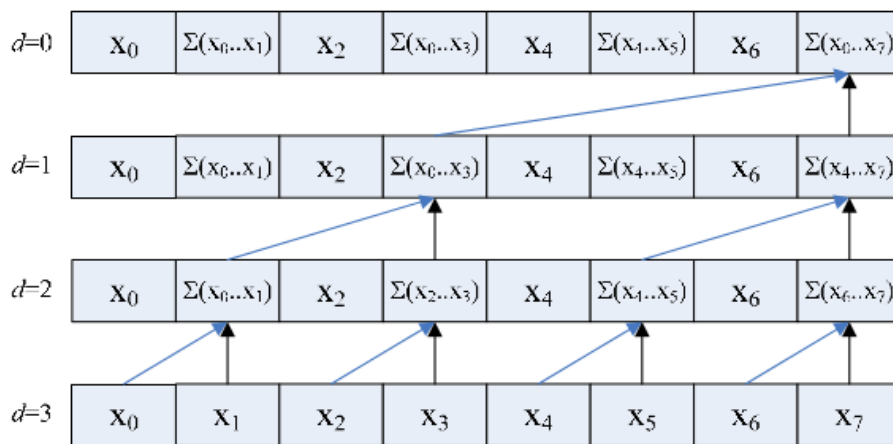 d=0 x₀ Σ(x₀..x₁) x₂ Σ(x₀..x₃) x₄ Σ(x₄..x₅) x₆ Σ(x₀..x₇)
d=1 x₀ Σ(x₀..x₁) x₂ Σ(x₀..x₃) x₄ Σ(x₄..x₅) x₆ Σ(x₄..x₇)
d=2 x₀ Σ(x₀..x₁) x₂ Σ(x₂..x₃) x₄ Σ(x₄..x₅) x₆ Σ(x₆..x₇)
d=3 x₀ x₁ x₂ x₃ x₄ x₅ x₆ x₇